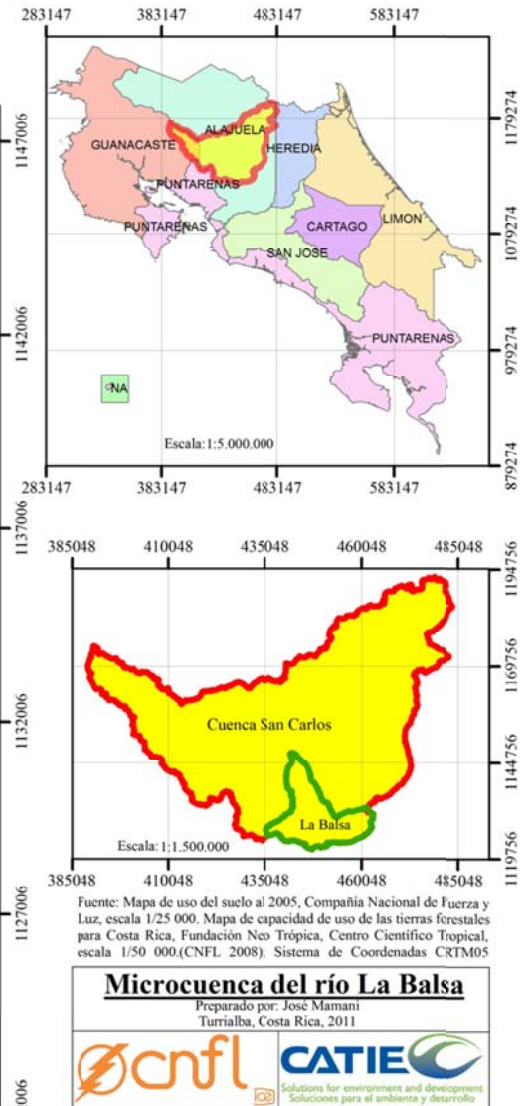 283147 383147 483147 583147
1179274
1147006
ALAJUELA
GUANACASTE
HEREDIA
PUNTARENAS
PUNTARENAS
LIMON
CARTAGO
1079274
SAN JOSE
1142006
PUNTARENAS
979274
NA
Escala:1:5.000.000
879274
283147 383147 483147 583147
1137006
385048 410048 435048 460048 485048
1194756
1169756
Cuenca San Carlos
1132006
1144756
La Balsa
Escala: 1:1.500.000
1119756
385048 410048 435048 460048 485048
Fuente: Mapa de uso del suelo al 2005, Compañía Nacional de Fuerza y
Luz, escala 1/25 000. Mapa de capacidad de uso de las tierras forestales
para Costa Rica, Fundación Neo Trópica, Centro Científico Tropical,
escala 1/50 000.(CNFL 2008). Sistema de Coordenadas CRTM05
1127006
Microcuenca del río La Balsa
Preparado por: José Mamani
Turrialba, Costa Rica, 2011
cnfl
ice
CATIE
Solutions for environment and development
Soluciones para el ambiente y desarrollo